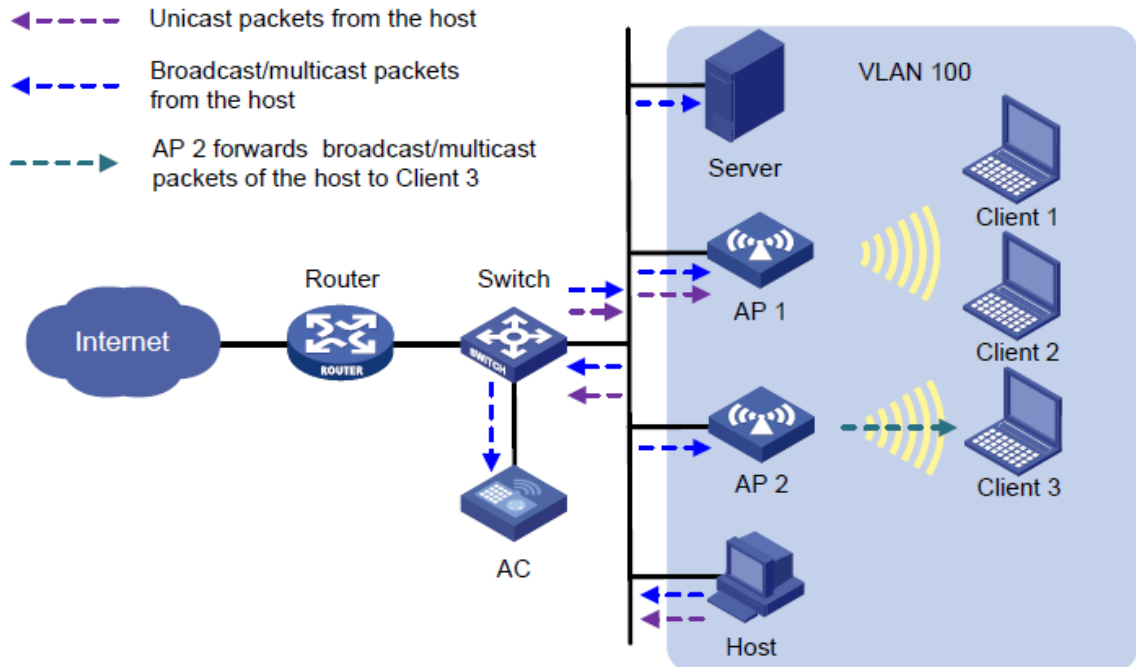 Unicast packets from the host
Broadcast/multicast packets
from the host
AP 2 forwards broadcast/multicast
packets of the host to Client 3
VLAN 100
Server
Client 1
Router
Switch
AP 1
Internet
Client 2
ROUTER
SWITCH
AP 2
Client 3
AC
Host